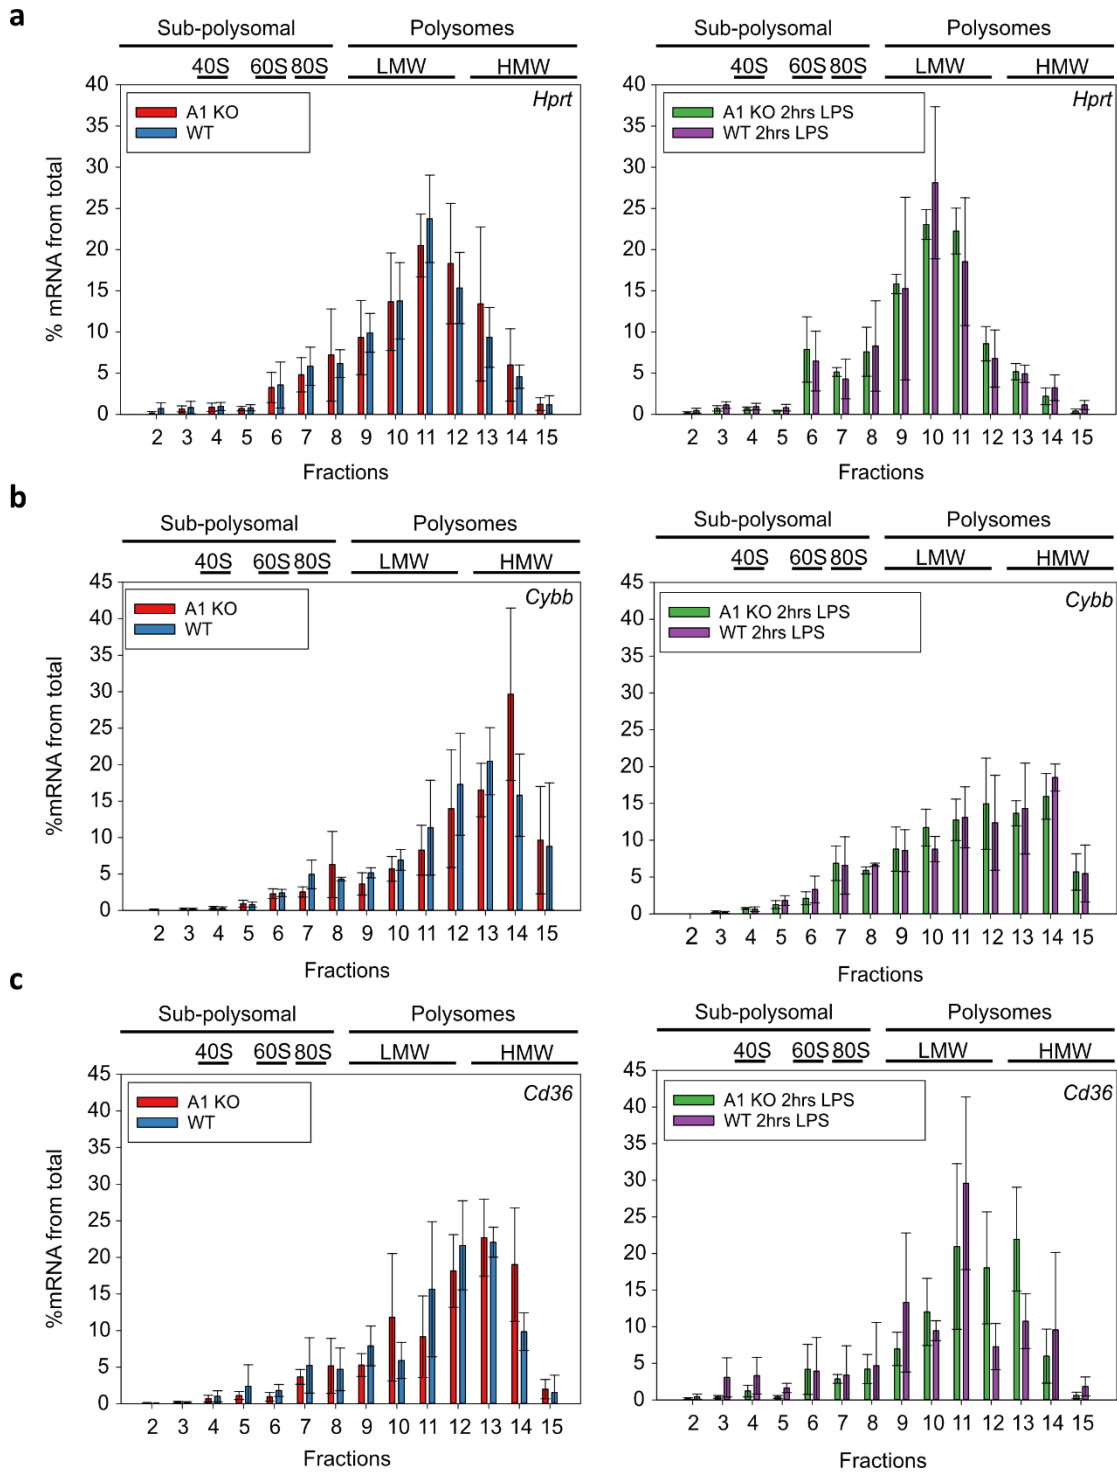 a
Sub-polysomal Polysomes
40S 60S 80S LMW HMW
40
35
30
25
20
15
10
5
0
% mRNA from total
A1 KO
WT
Hprt
2 3 4 5 6 7 8 9 10 11 12 13 14 15
Fractions
Sub-polysomal Polysomes
40S 60S 80S LMW HMW
40
35
30
25
20
15
10
5
0
A1 KO 2hrs LPS
WT 2hrs LPS
Hprt
2 3 4 5 6 7 8 9 10 11 12 13 14 15
Fractions
b
Sub-polysomal Polysomes
40S 60S 80S LMW HMW
45
40
35
30
25
20
15
10
5
0
%mRNA from total
A1 KO
WT
Cybb
2 3 4 5 6 7 8 9 10 11 12 13 14 15
Fractions
Sub-polysomal Polysomes
40S 60S 80S LMW HMW
45
40
35
30
25
20
15
10
5
0
A1 KO 2hrs LPS
WT 2hrs LPS
Cybb
2 3 4 5 6 7 8 9 10 11 12 13 14 15
Fractions
c
Sub-polysomal Polysomes
40S 60S 80S LMW HMW
45
40
35
30
25
20
15
10
5
0
%mRNA from total
A1 KO
WT
Cd36
2 3 4 5 6 7 8 9 10 11 12 13 14 15
Fractions
Sub-polysomal Polysomes
40S 60S 80S LMW HMW
45
40
35
30
25
20
15
10
5
0
A1 KO 2hrs LPS
WT 2hrs LPS
Cd36
2 3 4 5 6 7 8 9 10 11 12 13 14 15
Fractions